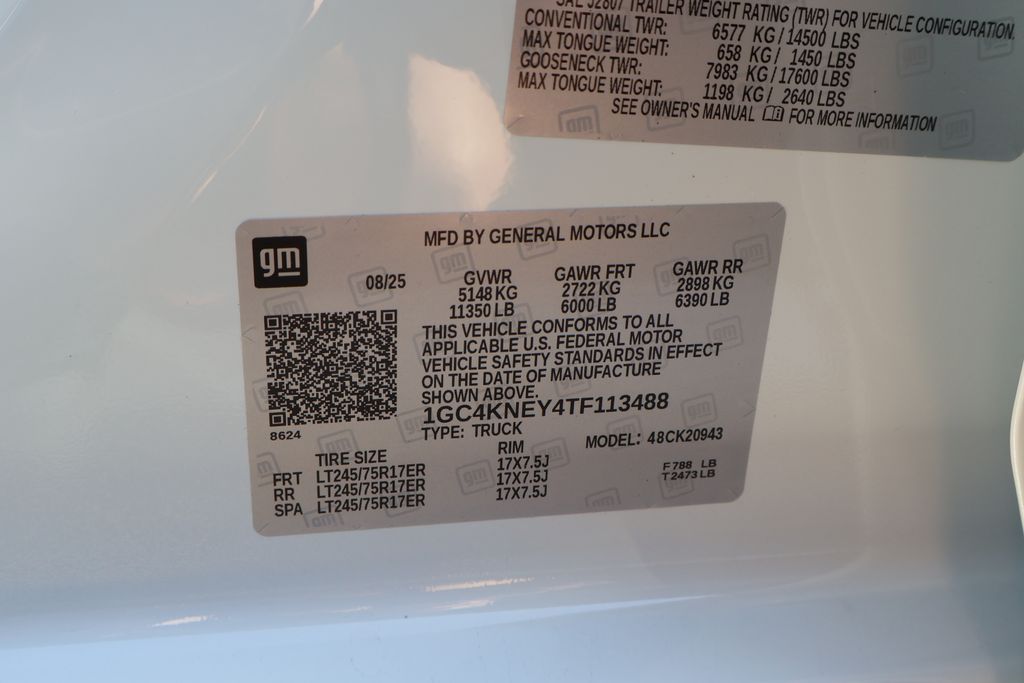 SAE J2807 TRAILER WEIGHT RATING (TWR) FOR VEHICLE CONFIGURATION.
CONVENTIONAL TWR: 6577 KG / 14500 LBS
MAX TONGUE WEIGHT: 658 KG / 1450 LBS
GOOSENECK TWR: 7983 KG / 17600 LBS
MAX TONGUE WEIGHT: 1198 KG / 2640 LBS
SEE OWNER'S MANUAL FOR MORE INFORMATION
gm
MFD BY GENERAL MOTORS LLC
08/25 GVWR GAWR FRT GAWR RR
5148 KG 2722 KG 2898 KG
11350 LB 6000 LB 6390 LB
THIS VEHICLE CONFORMS TO ALL
APPLICABLE U.S. FEDERAL MOTOR
VEHICLE SAFETY STANDARDS IN EFFECT
ON THE DATE OF MANUFACTURE
SHOWN ABOVE.
1GC4KNEY4TF113488
8624
TYPE: TRUCK MODEL: 48CK20943
TIRE SIZE RIM
FRT LT245/75R17ER 17X7.5J
RR LT245/75R17ER 17X7.5J
SPA LT245/75R17ER 17X7.5J
F 788 LB
T 2473 LB